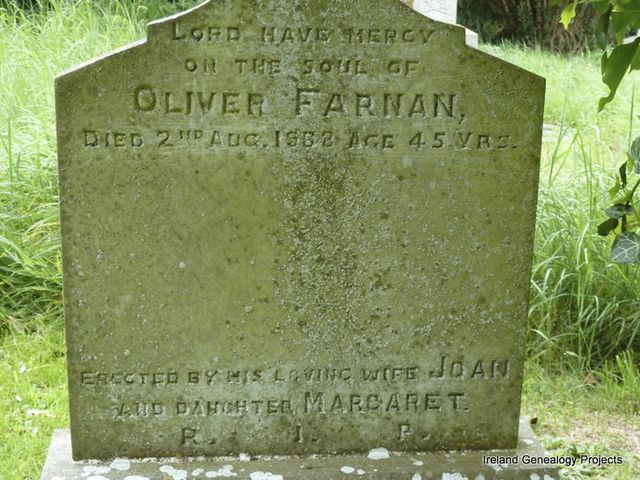 LORD HAVE MERCY
ON THE SOUL OF
OLIVER FARNAN,
DIED 2ND AUG. 1968 AGE 45 YRS.
ERECTED BY HIS LOVING WIFE JOAN
AND DAUGHTER MARGARET.
R. I. P.
Ireland Genealogy Projects